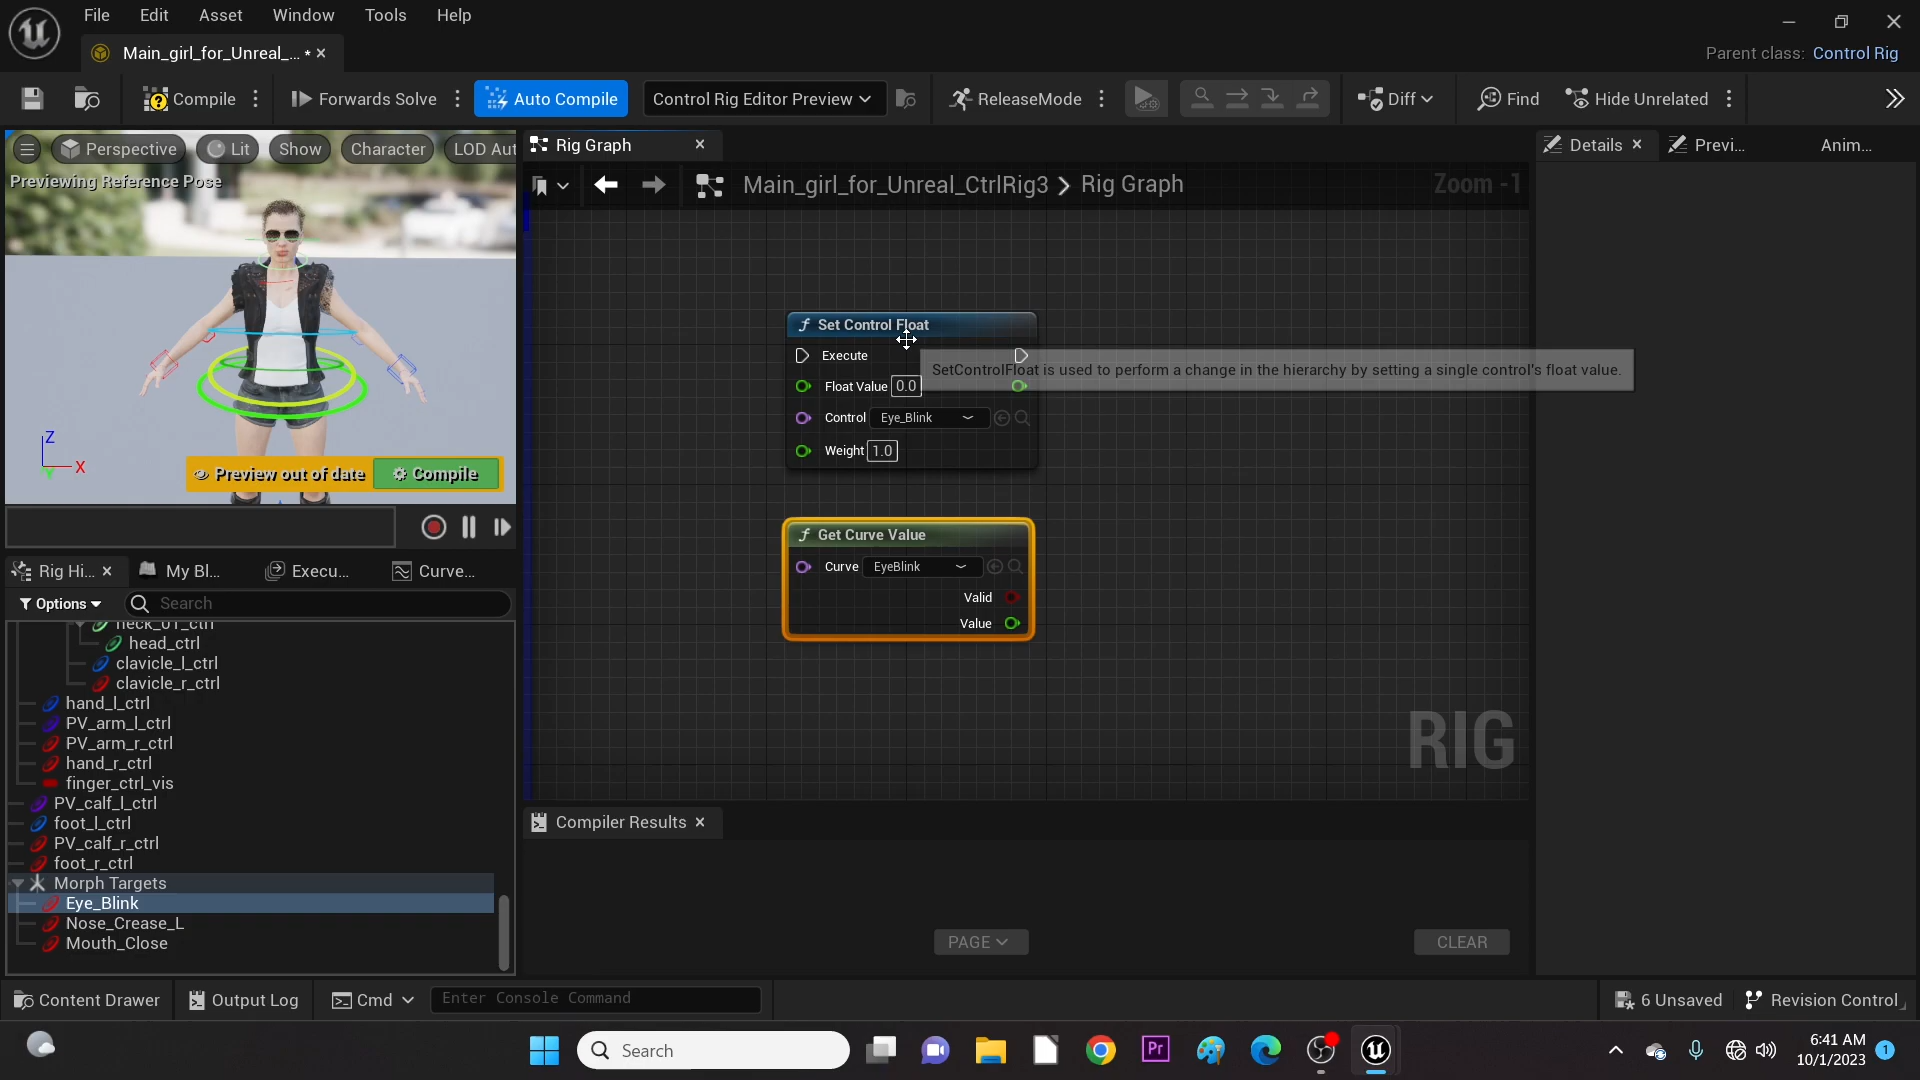 File Edit Asset Window Tools Help
Main_girl_for_Unreal_... *
Parent class: Control Rig
Compile Forwards Solve Auto Compile Control Rig Editor Preview ReleaseMode Diff Find Hide Unrelated
Perspective Lit Show Character LOD Aut
Previewing Reference Pose
Z
X
Y
Preview out of date Compile
Rig Hi... My Bl... Execu... Curve...
Options Search
neck_01_ctrl
head_ctrl
clavicle_l_ctrl
clavicle_r_ctrl
hand_l_ctrl
PV_arm_l_ctrl
PV_arm_r_ctrl
hand_r_ctrl
finger_ctrl_vis
PV_calf_l_ctrl
foot_l_ctrl
PV_calf_r_ctrl
foot_r_ctrl
Morph Targets
Eye_Blink
Nose_Crease_L
Mouth_Close
Rig Graph
Main_girl_for_Unreal_CtrlRig3 > Rig Graph
Zoom -1
f Set Control Float
Execute
SetControlFloat is used to perform a change in the hierarchy by setting a single control's float value.
Float Value 0.0
Control Eye_Blink
Weight 1.0
f Get Curve Value
Curve EyeBlink
Valid
Value
RIG
Compiler Results
PAGE CLEAR
Details Previ... Anim...
Content Drawer Output Log Cmd Enter Console Command 6 Unsaved Revision Control
Search
Pr
6:41 AM
10/1/2023
1